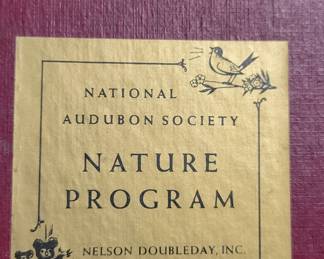 NATIONAL
AUDUBON SOCIETY
NATURE
PROGRAM
NELSON DOUBLEDAY, INC.